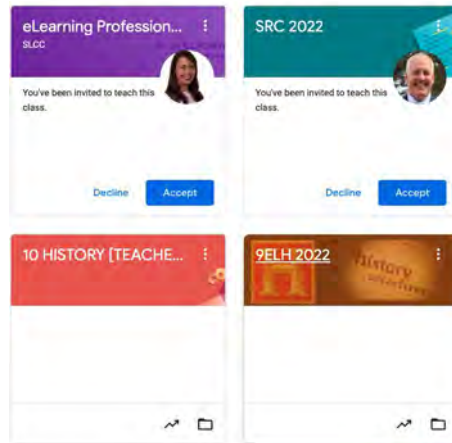 eLearning Profession...
SLCC
You've been invited to teach this
class.
Decline
Accept
SRC 2022
You've been invited to teach this
class.
Decline
Accept
10 HISTORY [TEACHE...
9ELH 2022
History